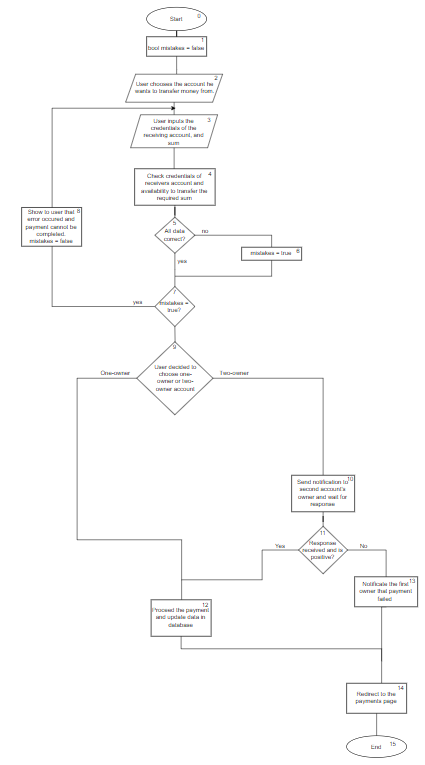 Start 0
1
bool mistakes = false
2
User chooses the account he
wants to transfer money from.
User inputs the 3
credentials of the
receiving account, and
sum
Check credentials of 4
receivers account and
availability to transfer the
required sum
5
All data
correct?
no
yes
mistakes = true 6
Show to user that 8
error occured and
payment cannot be
completed,
mistakes = false
7
mistakes =
true?
yes
9
User decided to
choose one-
owner or two-
owner account
One-owner
Two-owner
Send notification to 10
second account's
owner and wait for
response
11
Response
received and is
positive?
Yes
No
12
Proceed the payment
and update data in
database
Notificate the first 13
owner that payment
failed
14
Redirect to the
payments page
End 15